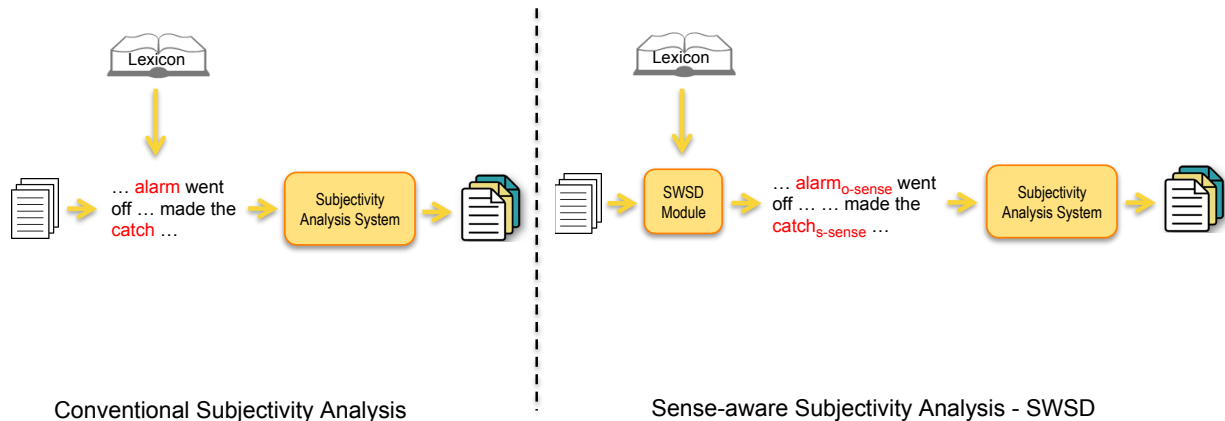 Lexicon
… alarm went
off … made the
catch …
Subjectivity
Analysis System
Conventional Subjectivity Analysis
Lexicon
SWSD
Module
… alarmo-sense went
off … … made the
catchs-sense …
Subjectivity
Analysis System
Sense-aware Subjectivity Analysis - SWSD